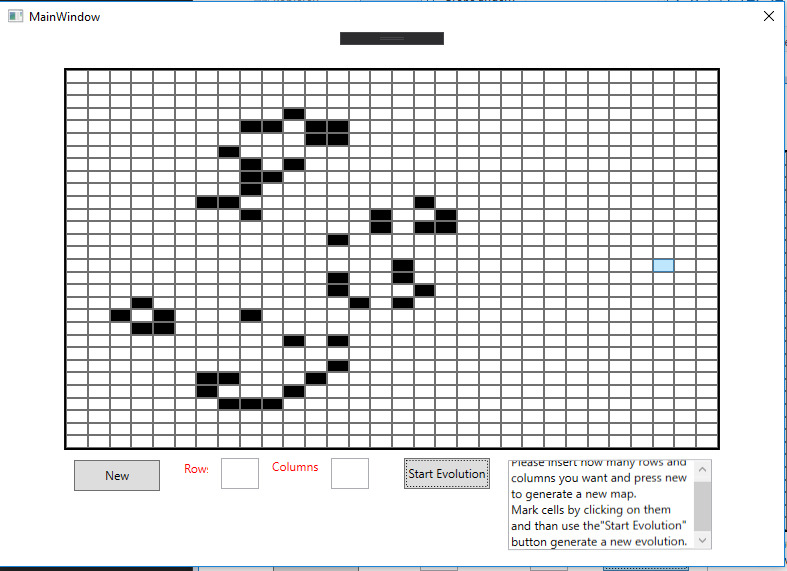 MainWindow
New
Row:
Columns
Start Evolution
Please insert how many rows and
columns you want and press new
to generate a new map.
Mark cells by clicking on them
and than use the"Start Evolution"
button generate a new evolution.